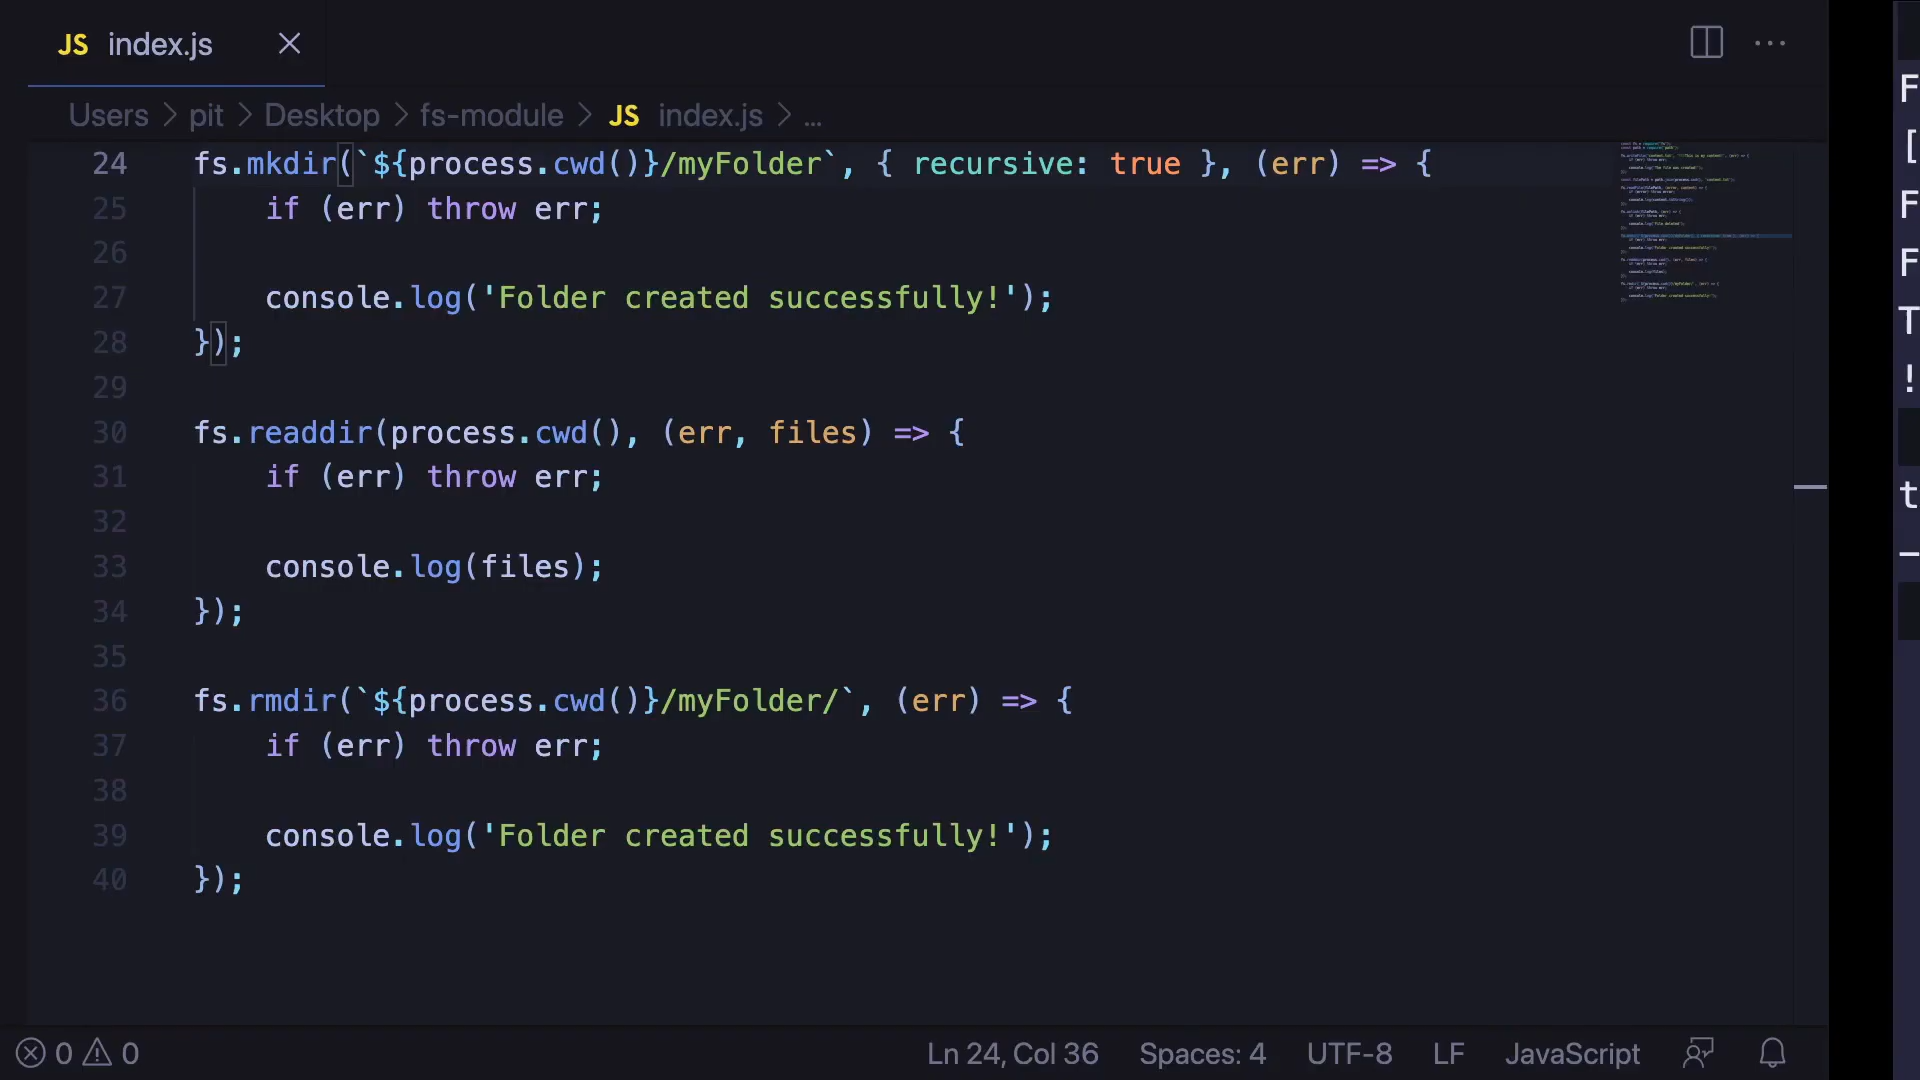 JS index.js
Users > pit > Desktop > fs-module > JS index.js > ...
24 fs.mkdir(`${process.cwd()}/myFolder`, { recursive: true }, (err) => {
25 if (err) throw err;
26
27 console.log('Folder created successfully!');
28 });
29
30 fs.readdir(process.cwd(), (err, files) => {
31 if (err) throw err;
32
33 console.log(files);
34 });
35
36 fs.rmdir(`${process.cwd()}/myFolder/`, (err) => {
37 if (err) throw err;
38
39 console.log('Folder created successfully!');
40 });
0 0 Ln 24, Col 36 Spaces: 4 UTF-8 LF JavaScript
F
[
F
F
T
!
t